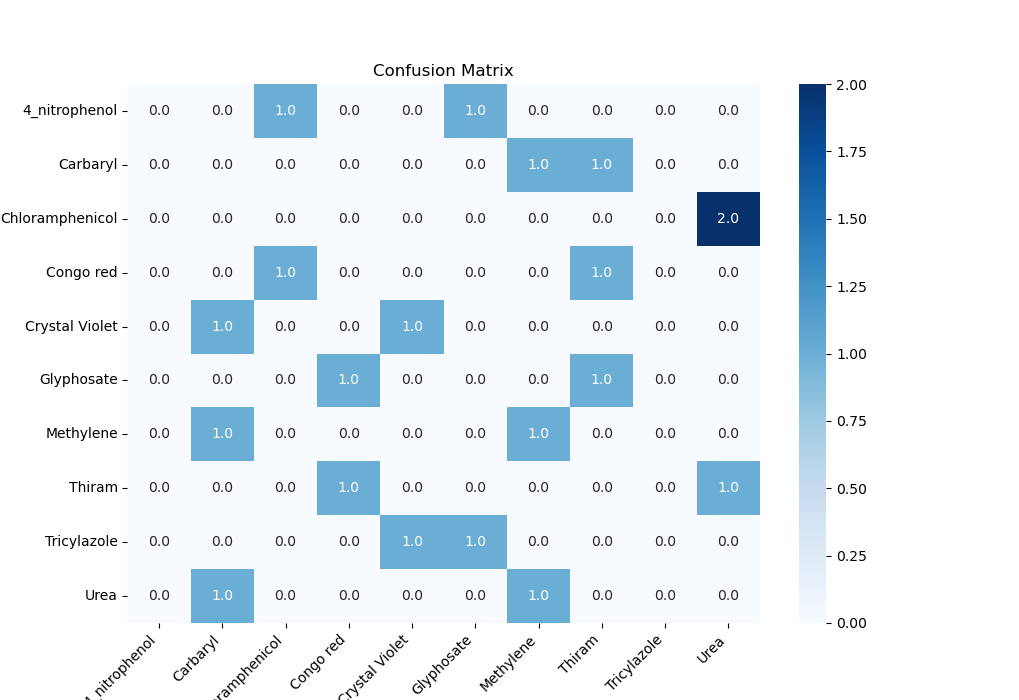 Confusion Matrix
4_nitrophenol 0.0 0.0 1.0 0.0 0.0 1.0 0.0 0.0 0.0 0.0
Carbaryl 0.0 0.0 0.0 0.0 0.0 0.0 1.0 1.0 0.0 0.0
Chloramphenicol 0.0 0.0 0.0 0.0 0.0 0.0 0.0 0.0 0.0 2.0
Congo red 0.0 0.0 1.0 0.0 0.0 0.0 0.0 1.0 0.0 0.0
Crystal Violet 0.0 1.0 0.0 0.0 1.0 0.0 0.0 0.0 0.0 0.0
Glyphosate 0.0 0.0 0.0 1.0 0.0 0.0 0.0 1.0 0.0 0.0
Methylene 0.0 1.0 0.0 0.0 0.0 0.0 1.0 0.0 0.0 0.0
Thiram 0.0 0.0 0.0 1.0 0.0 0.0 0.0 0.0 0.0 1.0
Tricylazole 0.0 0.0 0.0 0.0 1.0 1.0 0.0 0.0 0.0 0.0
Urea 0.0 1.0 0.0 0.0 0.0 0.0 1.0 0.0 0.0 0.0
4_nitrophenol
Carbaryl
ramphenicol
Congo red
Crystal Violet
Glyphosate
Methylene
Thiram
Tricylazole
Urea
2.00
1.75
1.50
1.25
1.00
0.75
0.50
0.25
0.00